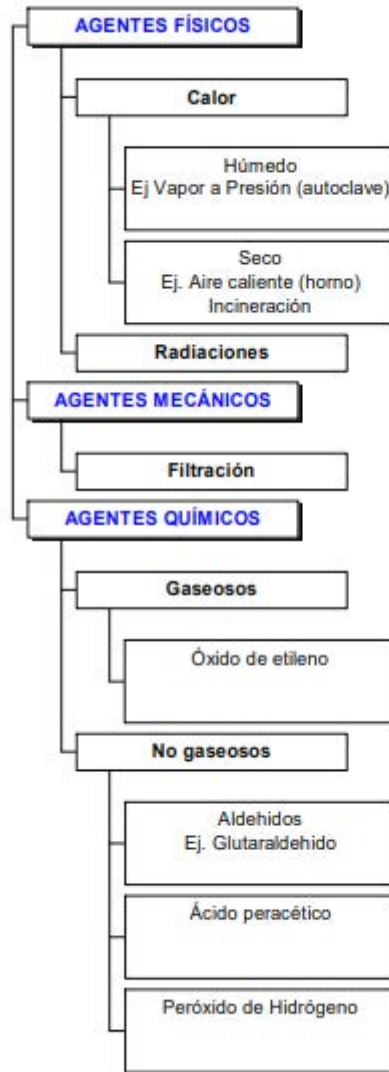 AGENTES FÍSICOS
Calor
Húmedo
Ej Vapor a Presión (autoclave)
Seco
Ej. Aire caliente (horno)
Incineración
Radiaciones
AGENTES MECÁNICOS
Filtración
AGENTES QUÍMICOS
Gaseosos
Óxido de etileno
No gaseosos
Aldehidos
Ej. Glutaraldehido
Ácido peracético
Peróxido de Hidrógeno